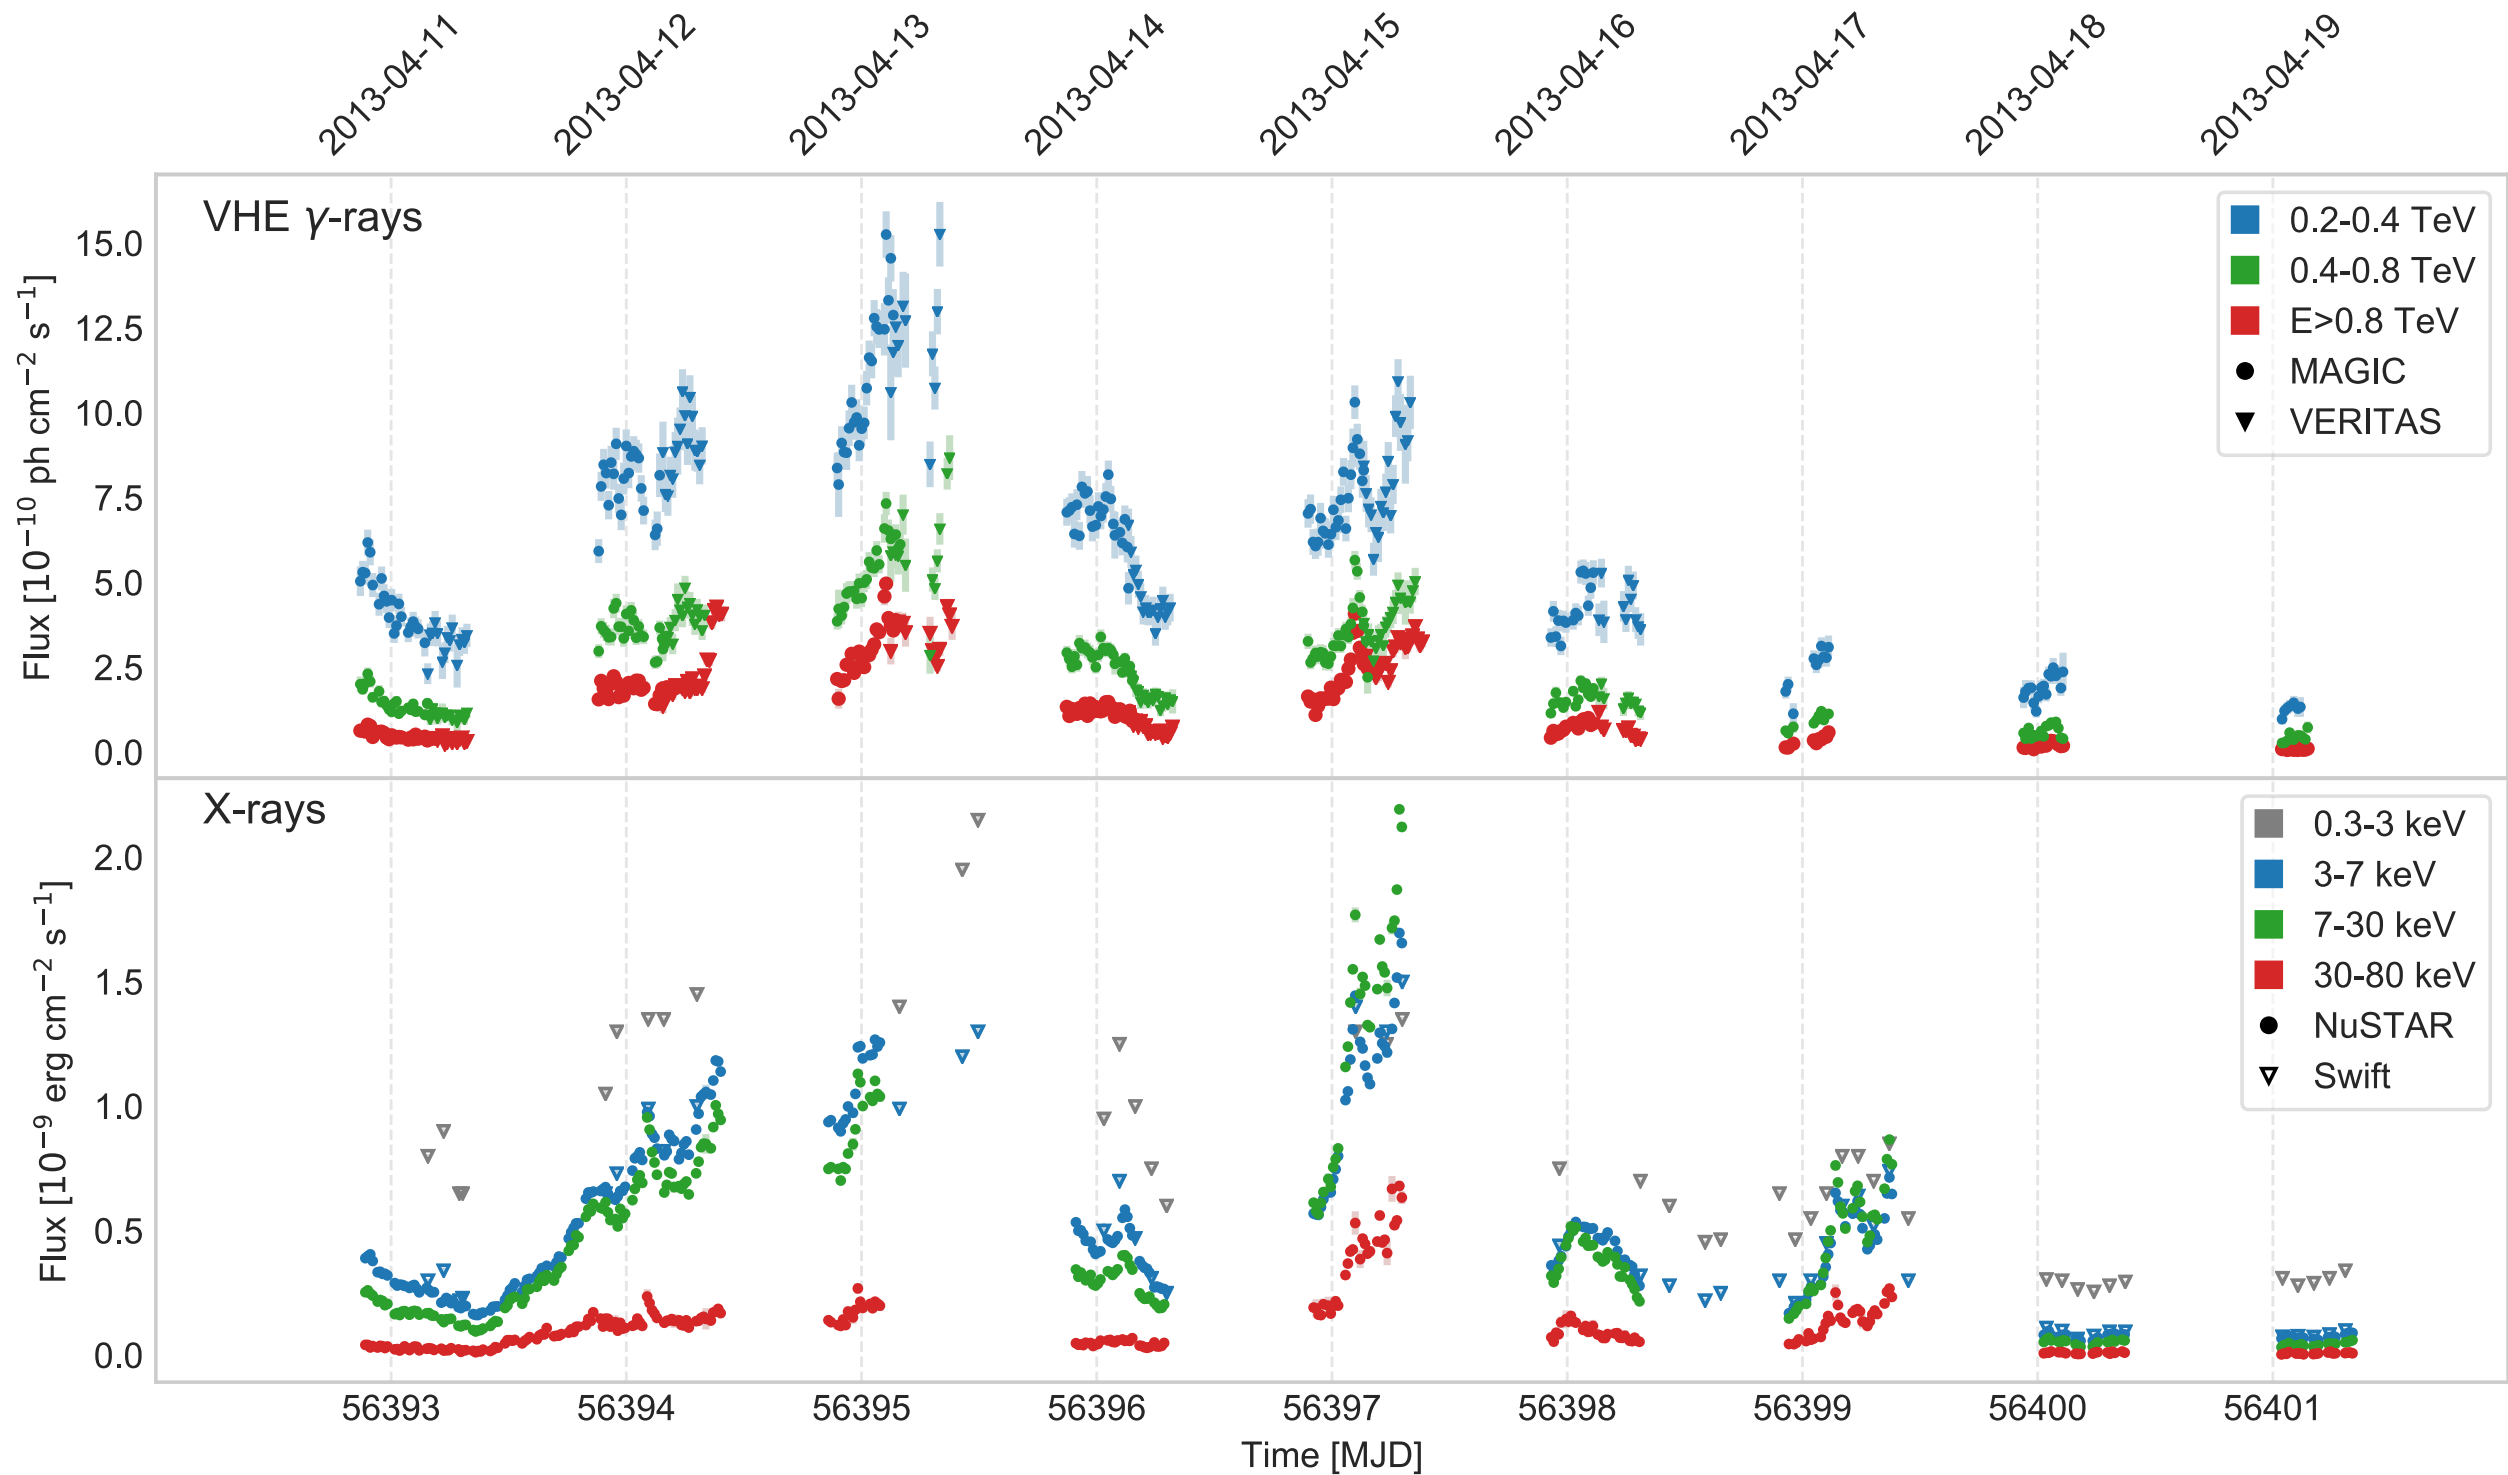 2013-04-11 2013-04-12 2013-04-13 2013-04-14 2013-04-15 2013-04-16 2013-04-17 2013-04-18 2013-04-19
VHE γ-rays
Flux [10⁻¹⁰ ph cm⁻² s⁻¹]
15.0
12.5
10.0
7.5
5.0
2.5
0.0
0.2-0.4 TeV
0.4-0.8 TeV
E>0.8 TeV
MAGIC
VERITAS
X-rays
Flux [10⁻⁹ erg cm⁻² s⁻¹]
2.0
1.5
1.0
0.5
0.0
0.3-3 keV
3-7 keV
7-30 keV
30-80 keV
NuSTAR
Swift
56393 56394 56395 56396 56397 56398 56399 56400 56401
Time [MJD]